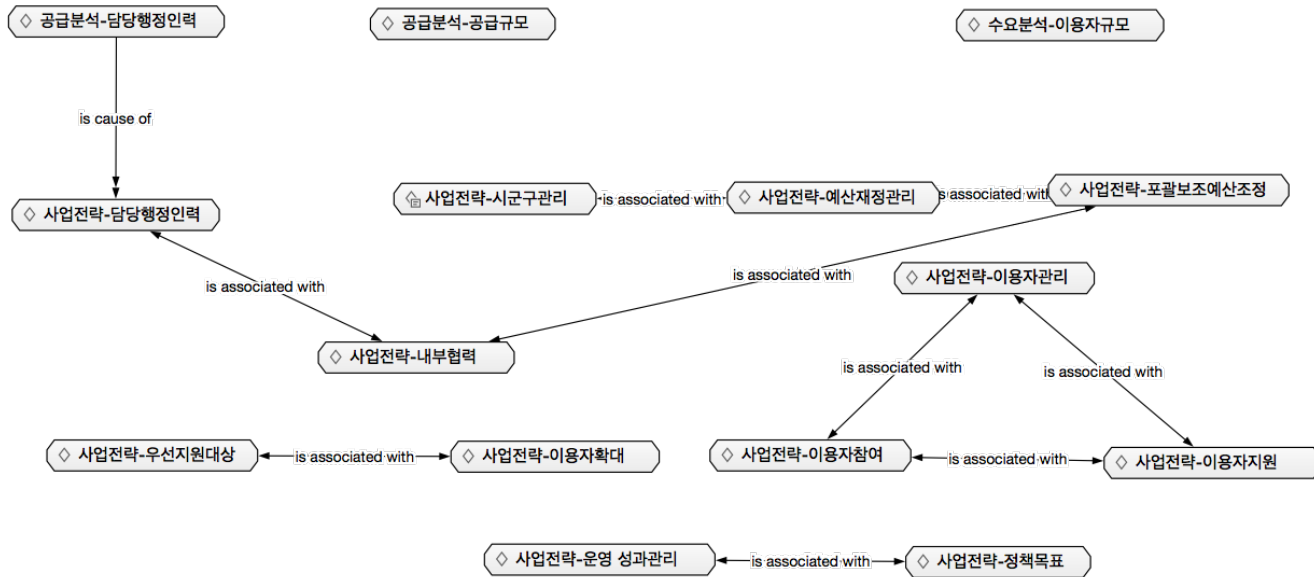 공급분석-담당행정인력
공급분석-공급규모
수요분석-이용자규모
is cause of
사업전략-시군구관리
is associated with
사업전략-예산재정관리
is associated with
사업전략-포괄보조예산조정
사업전략-담당행정인력
is associated with
is associated with
사업전략-이용자관리
사업전략-내부협력
is associated with
is associated with
사업전략-우선지원대상
is associated with
사업전략-이용자확대
사업전략-이용자참여
is associated with
사업전략-이용자지원
사업전략-운영 성과관리
is associated with
사업전략-정책목표